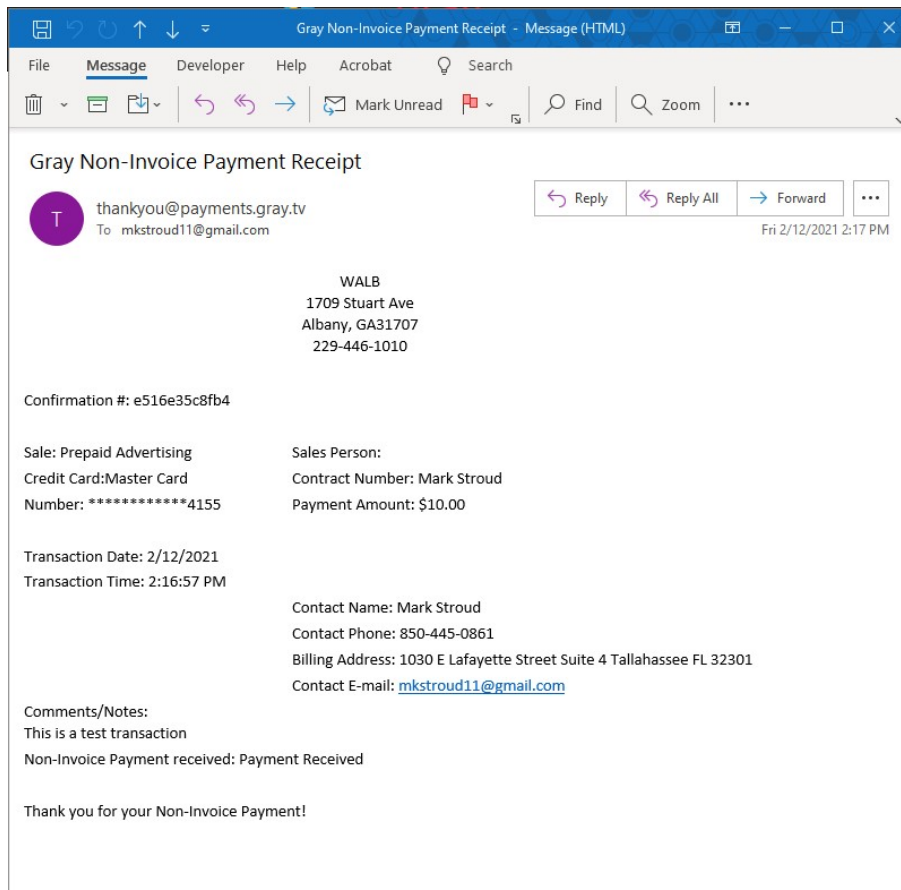 Gray Non-Invoice Payment Receipt - Message (HTML)
File Message Developer Help Acrobat Search
Mark Unread Find Zoom
Gray Non-Invoice Payment Receipt
T
thankyou@payments.gray.tv
To mkstroud11@gmail.com
Reply Reply All Forward
Fri 2/12/2021 2:17 PM
WALB
1709 Stuart Ave
Albany, GA31707
229-446-1010
Confirmation #: e516e35c8fb4
Sale: Prepaid Advertising Sales Person:
Credit Card:Master Card Contract Number: Mark Stroud
Number: ************4155 Payment Amount: $10.00
Transaction Date: 2/12/2021
Transaction Time: 2:16:57 PM
Contact Name: Mark Stroud
Contact Phone: 850-445-0861
Billing Address: 1030 E Lafayette Street Suite 4 Tallahassee FL 32301
Contact E-mail: mkstroud11@gmail.com
Comments/Notes:
This is a test transaction
Non-Invoice Payment received: Payment Received
Thank you for your Non-Invoice Payment!